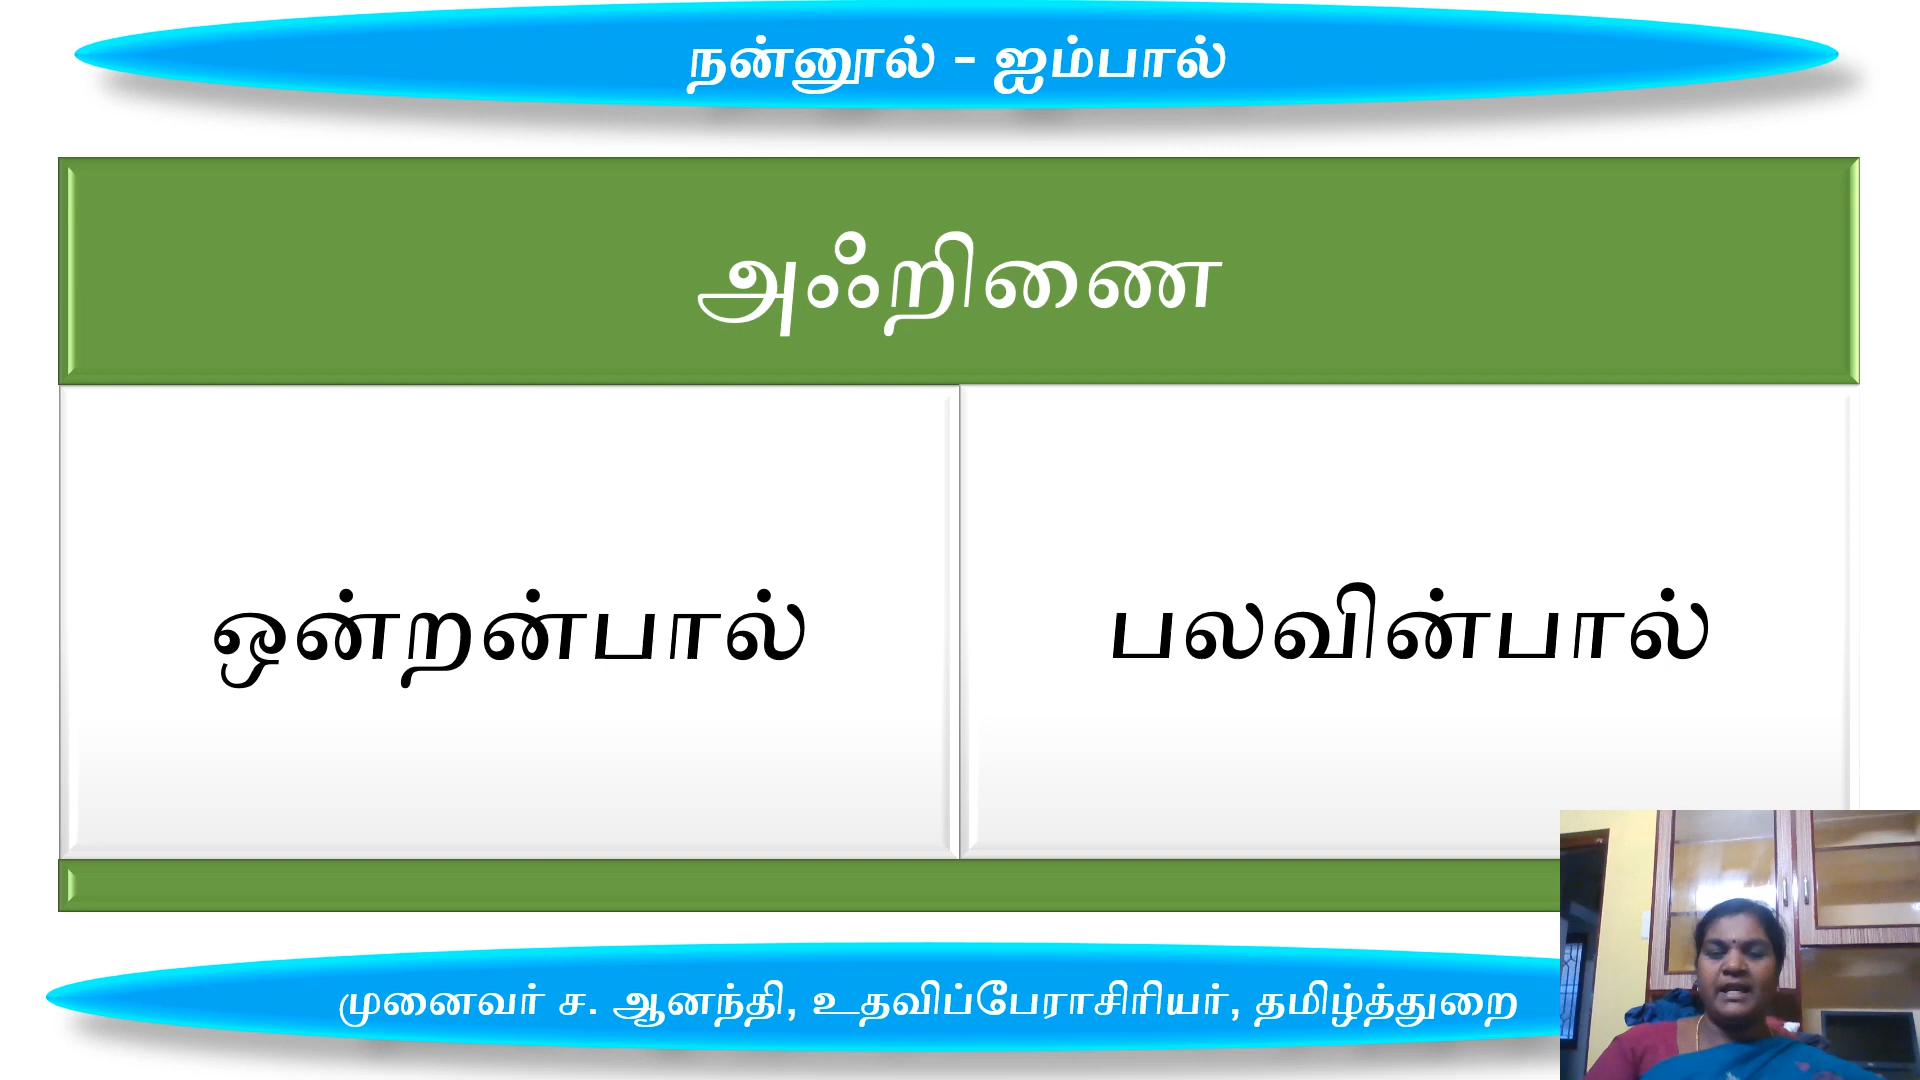 நன்னூல் - ஐம்பால்
அஃறிணை
ஒன்றன்பால்
பலவின்பால்
முனைவர் ச. ஆனந்தி, உதவிப்பேராசிரியர், தமிழ்த்துறை